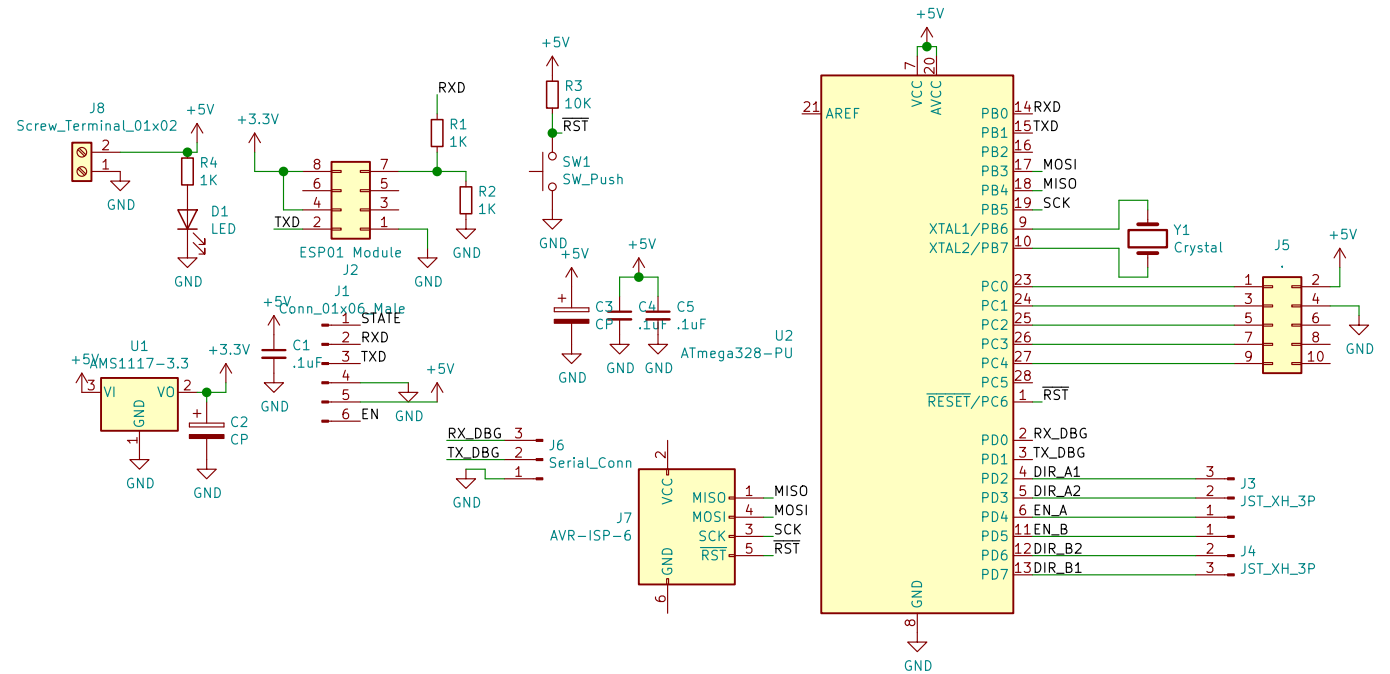 J8
Screw_Terminal_01x02
2
1
+5V
R4
1K
GND
D1
LED
GND
+3.3V
8
6
4
2
7
5
3
1
TXD
ESP01 Module
J2
RXD
R1
1K
R2
1K
GND
GND
+5V
R3
10K
RST
SW1
SW_Push
GND
J1
Conn_01x06_Male
1 STATE
2 RXD
3 TXD
4
5
6 EN
GND
+5V
+5V
C1
.1uF
GND
U1
AMS1117-3.3
+5V
3 VI
VO 2
GND
1
GND
+3.3V
C2
CP
GND
+5V
C3
CP
GND
+5V
C4
.1uF
C5
.1uF
GND
GND
RX_DBG 3
TX_DBG 2
1
GND
J6
Serial_Conn
J7
AVR-ISP-6
2
VCC
MISO 1 MISO
MOSI 4 MOSI
SCK 3 SCK
RST 5 RST
GND
6
+5V
7
20
VCC
AVCC
21 AREF
U2
ATmega328-PU
PB0 14 RXD
PB1 15 TXD
PB2 16
PB3 17 MOSI
PB4 18 MISO
PB5 19 SCK
XTAL1/PB6 9
XTAL2/PB7 10
PC0 23
PC1 24
PC2 25
PC3 26
PC4 27
PC5 28
RESET/PC6 1 RST
PD0 2 RX_DBG
PD1 3 TX_DBG
PD2 4 DIR_A1
PD3 5 DIR_A2
PD4 6 EN_A
PD5 11 EN_B
PD6 12 DIR_B2
PD7 13 DIR_B1
GND
8
GND
Y1
Crystal
J5
.
+5V
1 2
3 4
5 6
7 8
9 10
GND
3
2
1
J3
JST_XH_3P
1
2
3
J4
JST_XH_3P